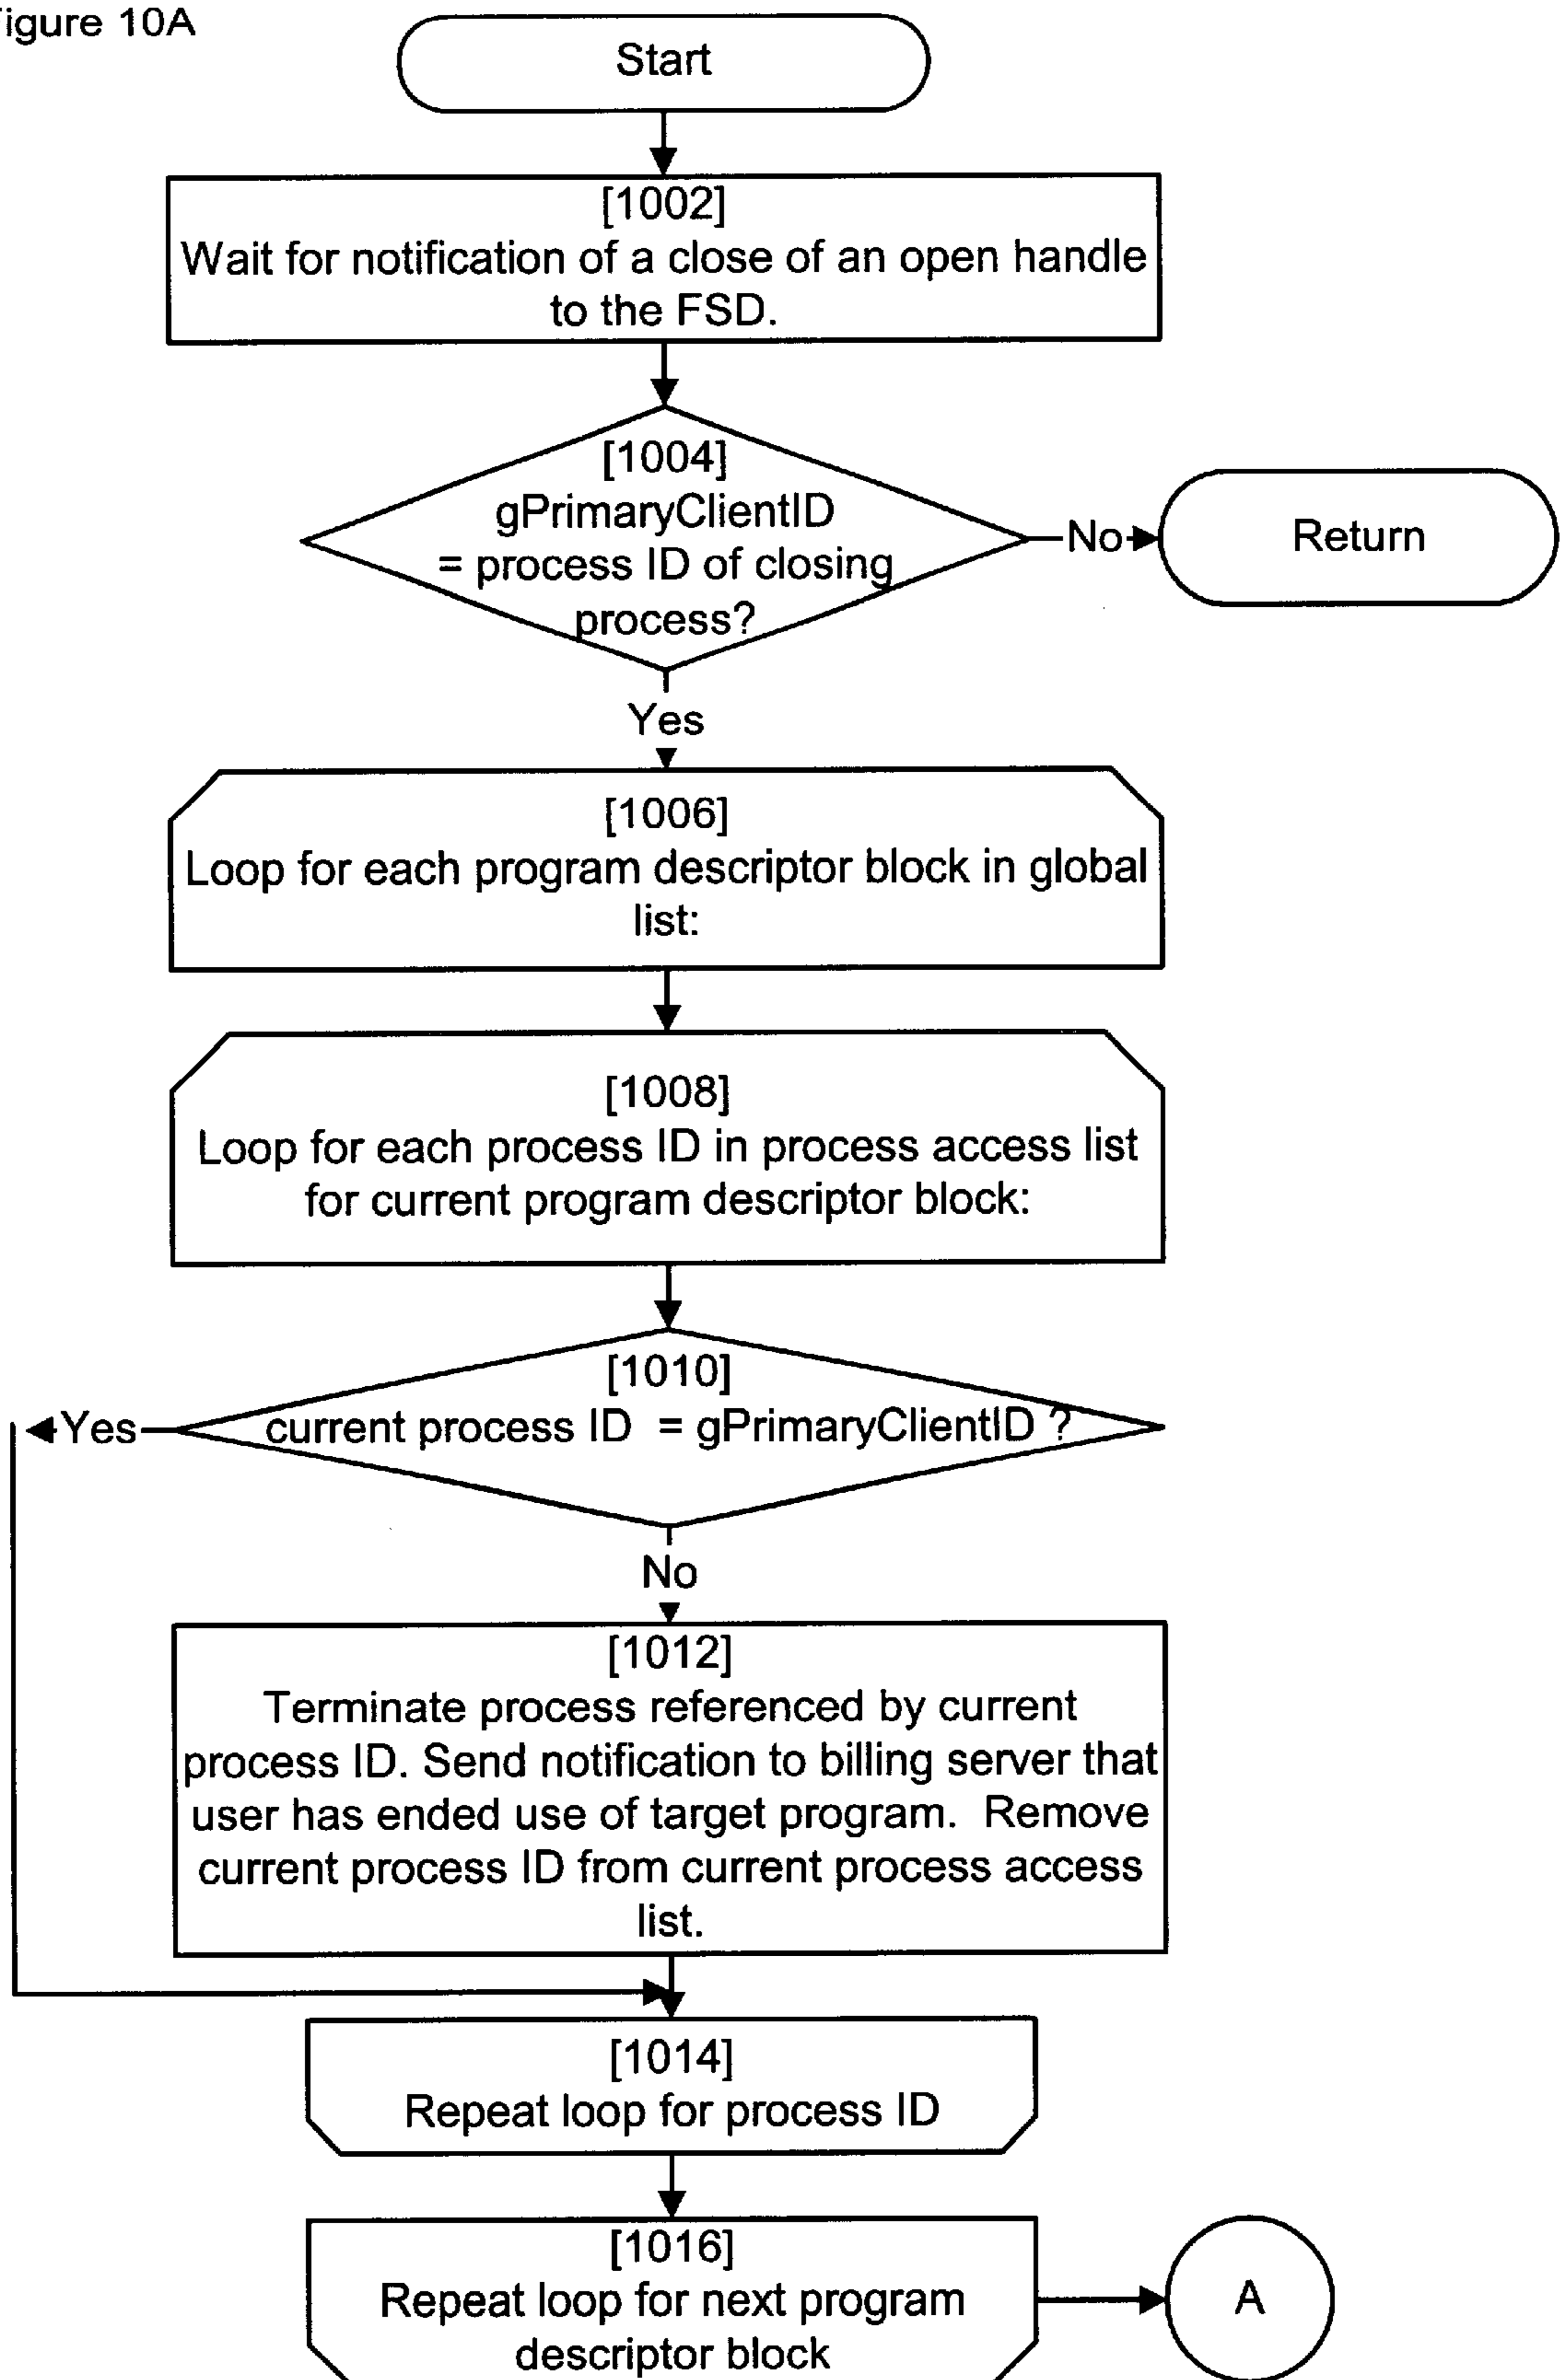 igure 10A
Start
[1002]
Wait for notification of a close of an open handle
to the FSD.
[1004]
gPrimaryClientID
= process ID of closing
process?
No
Return
Yes
[1006]
Loop for each program descriptor block in global
list:
[1008]
Loop for each process ID in process access list
for current program descriptor block:
[1010]
current process ID = gPrimaryClientID ?
Yes
No
[1012]
Terminate process referenced by current
process ID. Send notification to billing server that
user has ended use of target program. Remove
current process ID from current process access
list.
[1014]
Repeat loop for process ID
[1016]
Repeat loop for next program
descriptor block
A